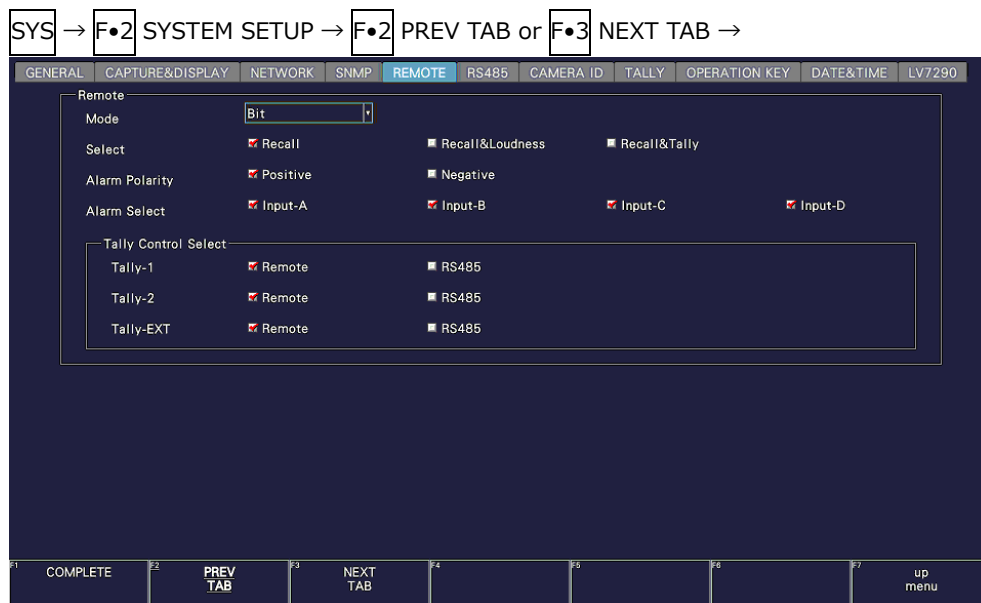 SYS → F•2 SYSTEM SETUP → F•2 PREV TAB or F•3 NEXT TAB →
GENERAL CAPTURE&DISPLAY NETWORK SNMP REMOTE RS485 CAMERA ID TALLY OPERATION KEY DATE&TIME LV7290
Remote
Mode Bit
Select Recall Recall&Loudness Recall&Tally
Alarm Polarity Positive Negative
Alarm Select Input-A Input-B Input-C Input-D
Tally Control Select
Tally-1 Remote RS485
Tally-2 Remote RS485
Tally-EXT Remote RS485
F1 COMPLETE F2 PREV F3 NEXT F4 F5 F6 F7 up
TAB TAB menu